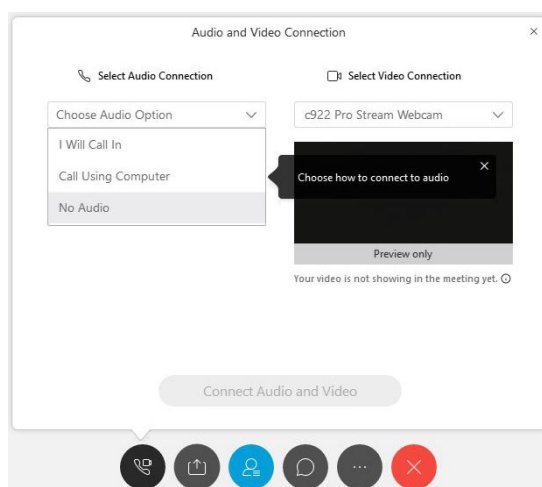 Audio and Video Connection
Select Audio Connection
Select Video Connection
Choose Audio Option
c922 Pro Stream Webcam
I Will Call In
Call Using Computer
No Audio
Choose how to connect to audio
Preview only
Your video is not showing in the meeting yet.
Connect Audio and Video